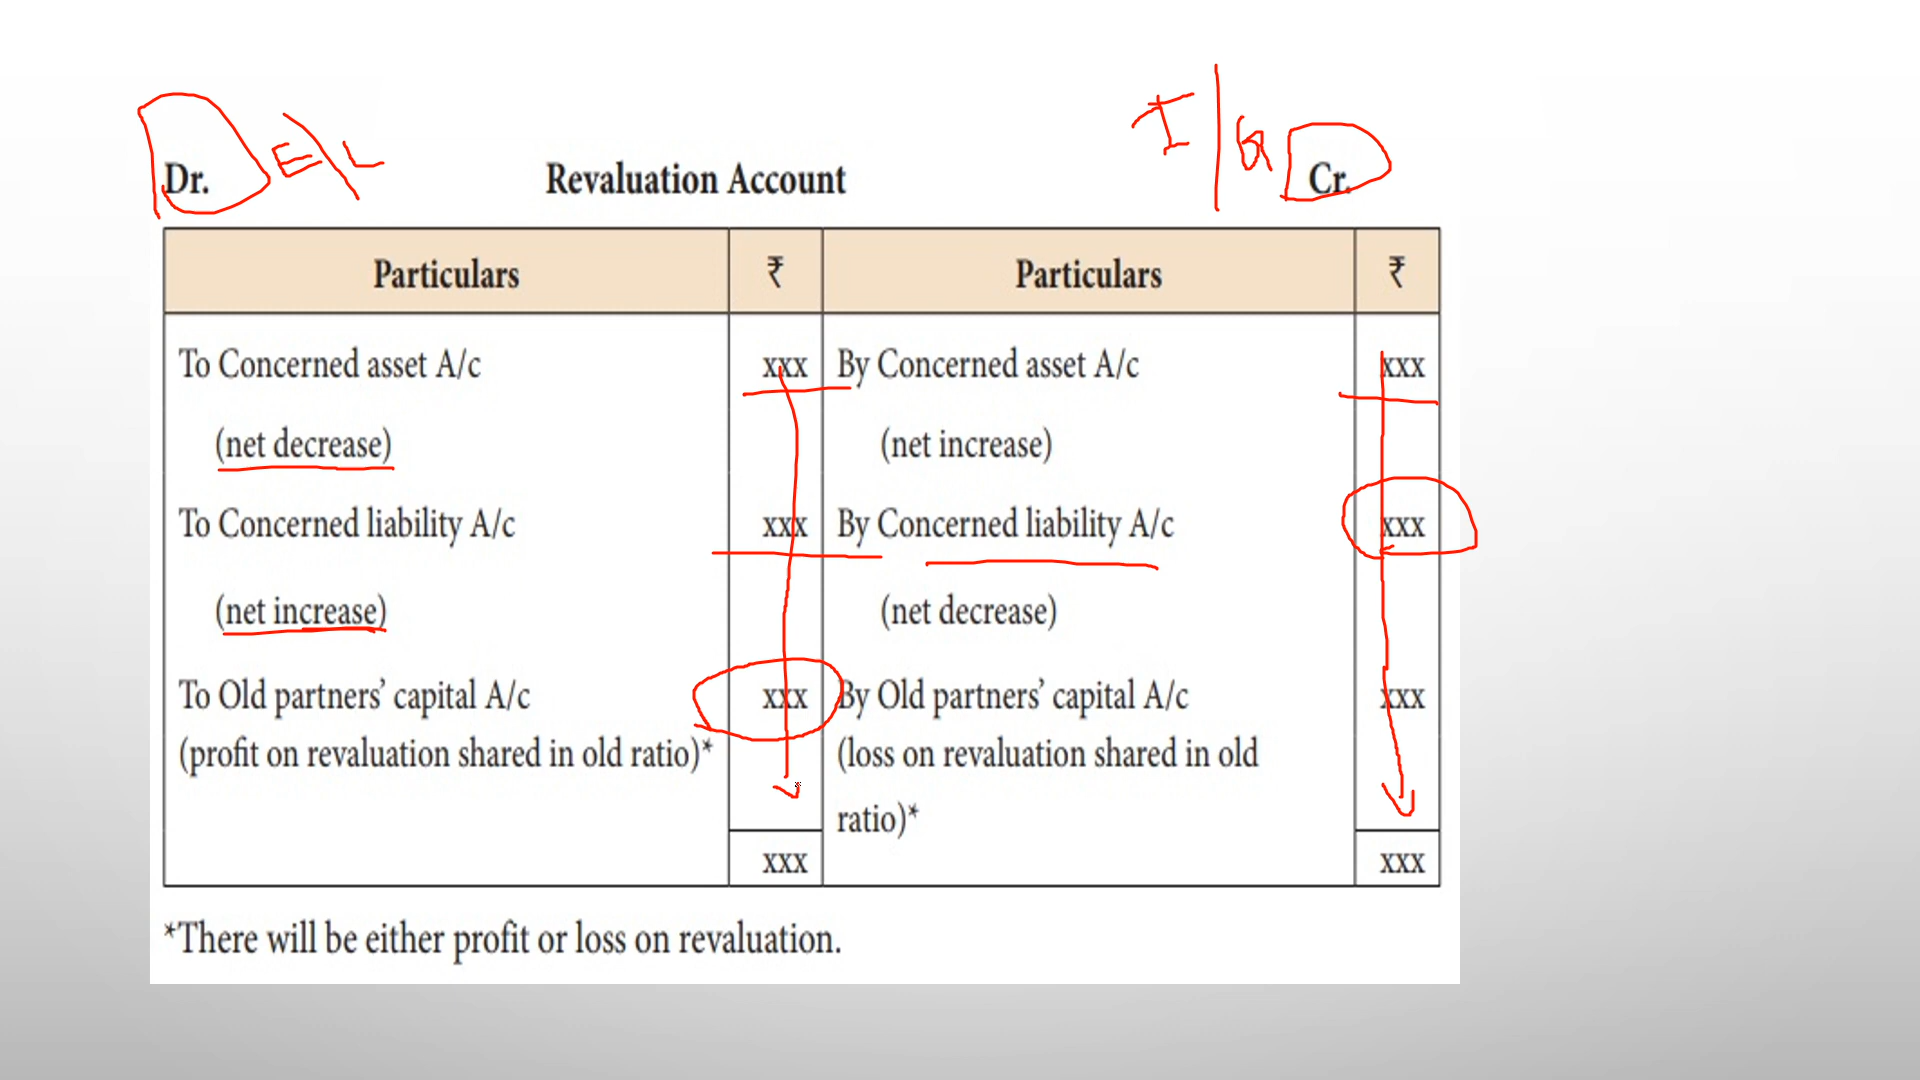 E/L
I/G
Dr. Revaluation Account Cr.
Particulars ₹ Particulars ₹
To Concerned asset A/c xxx By Concerned asset A/c xxx
(net decrease) (net increase)
To Concerned liability A/c xxx By Concerned liability A/c xxx
(net increase) (net decrease)
To Old partners’ capital A/c xxx By Old partners’ capital A/c xxx
(profit on revaluation shared in old ratio)* (loss on revaluation shared in old
ratio)*
xxx xxx
*There will be either profit or loss on revaluation.